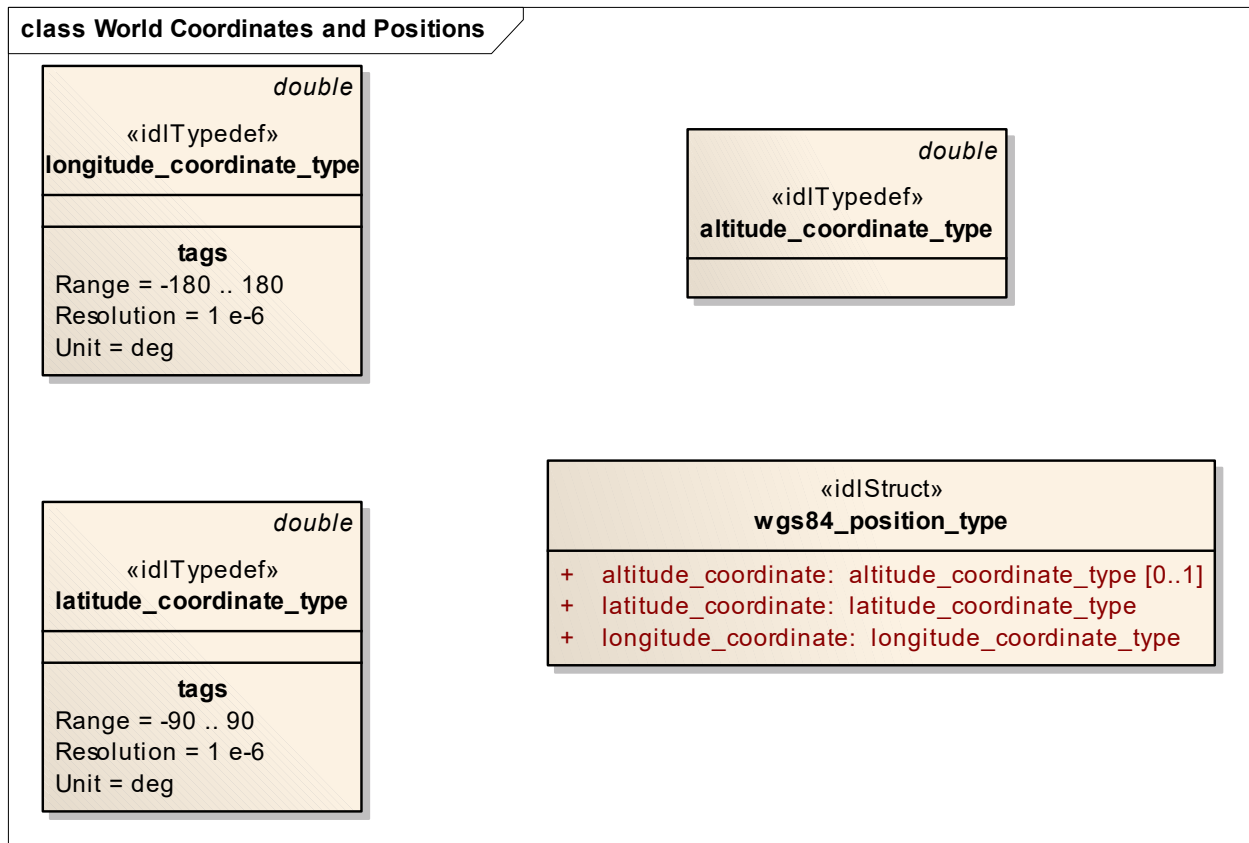 class World Coordinates and Positions
double
«idlTypedef»
longitude_coordinate_type
tags
Range = -180 .. 180
Resolution = 1 e-6
Unit = deg
double
«idlTypedef»
altitude_coordinate_type
double
«idlTypedef»
latitude_coordinate_type
tags
Range = -90 .. 90
Resolution = 1 e-6
Unit = deg
«idlStruct»
wgs84_position_type
+ altitude_coordinate: altitude_coordinate_type [0..1]
+ latitude_coordinate: latitude_coordinate_type
+ longitude_coordinate: longitude_coordinate_type